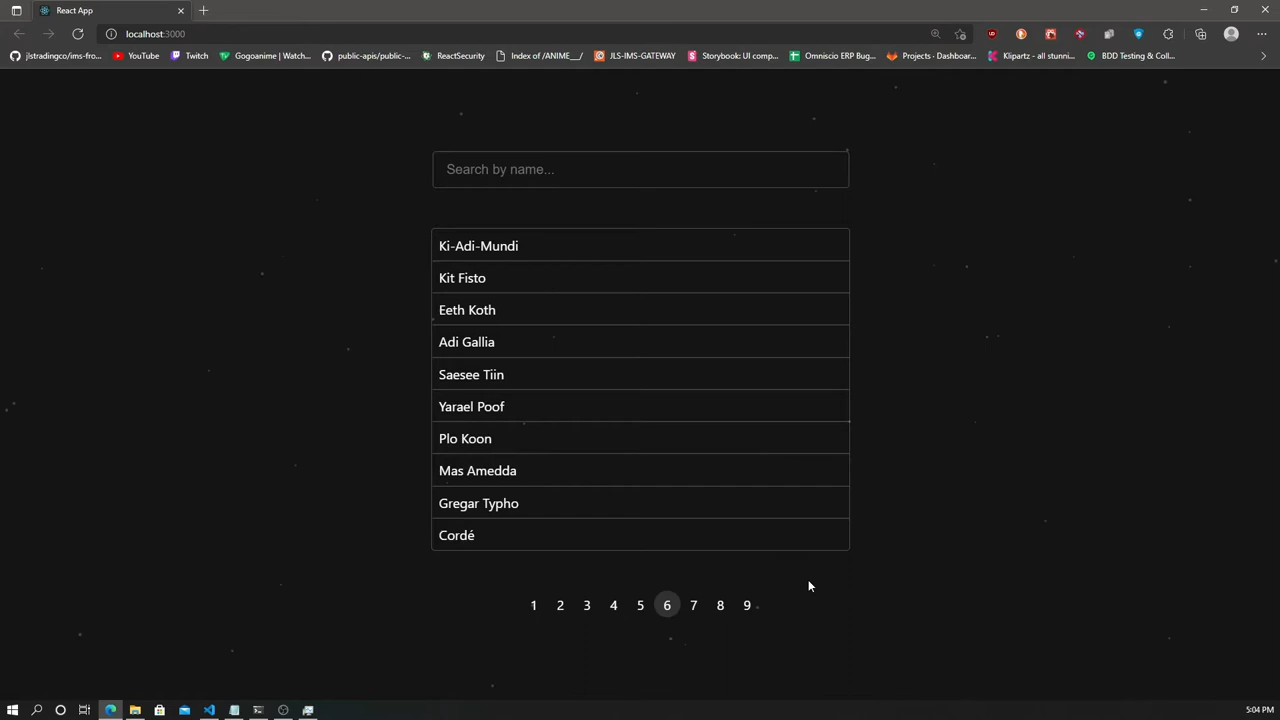 React App
localhost:3000
jlstradingco/ims-fro... YouTube Twitch Gogoanime | Watch... public-apis/public-... ReactSecurity Index of /ANIME__/ JLS-IMS-GATEWAY Storybook: UI comp... Omniscio ERP Bug... Projects · Dashboar... Klipartz - all stunni... BDD Testing & Coll...
Search by name...
Ki-Adi-Mundi
Kit Fisto
Eeth Koth
Adi Gallia
Saesee Tiin
Yarael Poof
Plo Koon
Mas Amedda
Gregar Typho
Cordé
1 2 3 4 5 6 7 8 9
5:04 PM